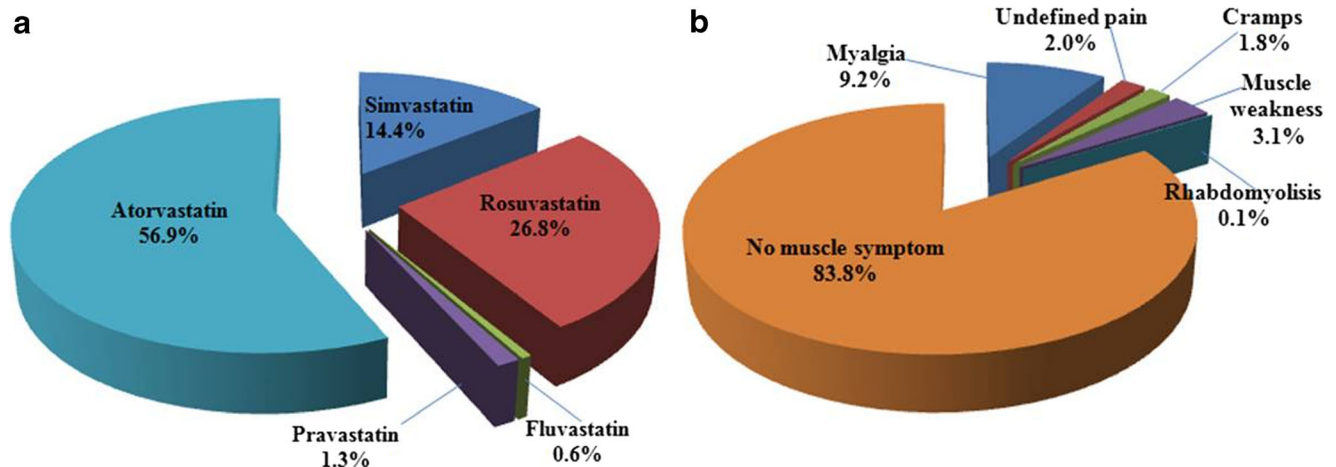 a
Simvastatin
14.4%
Rosuvastatin
26.8%
Atorvastatin
56.9%
Pravastatin
1.3%
Fluvastatin
0.6%
b
Myalgia
9.2%
Undefined pain
2.0%
Cramps
1.8%
Muscle
weakness
3.1%
Rhabdomyolisis
0.1%
No muscle symptom
83.8%